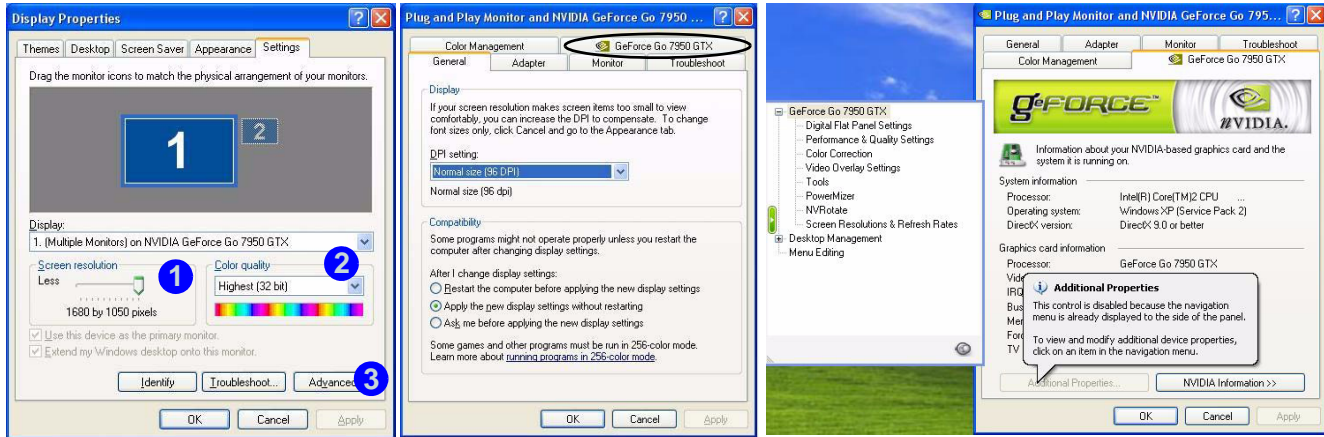 Display Properties
Themes Desktop Screen Saver Appearance Settings
Drag the monitor icons to match the physical arrangement of your monitors.
1 2
Display:
1. (Multiple Monitors) on NVIDIA GeForce Go 7950 GTX
Screen resolution
Less
1
1680 by 1050 pixels
Color quality
2
Highest (32 bit)
Use this device as the primary monitor.
Extend my Windows desktop onto this monitor.
Identify Troubleshoot... Advanced
3
OK Cancel Apply
Plug and Play Monitor and NVIDIA GeForce Go 7950 ...
Color Management GeForce Go 7950 GTX
General Adapter Monitor Troubleshoot
Display
If your screen resolution makes screen items too small to view
comfortably, you can increase the DPI to compensate. To change
font sizes only, click Cancel and go to the Appearance tab.
DPI setting:
Normal size (96 DPI)
Normal size (96 dpi)
Compatibility
Some programs might not operate properly unless you restart the
computer after changing display settings.
After I change display settings:
Restart the computer before applying the new display settings
Apply the new display settings without restarting
Ask me before applying the new display settings
Some games and other programs must be run in 256-color mode.
Learn more about running programs in 256-color mode.
OK Cancel Apply
GeForce Go 7950 GTX
Digital Flat Panel Settings
Performance & Quality Settings
Color Correction
Video Overlay Settings
Tools
PowerMizer
NVRotate
Screen Resolutions & Refresh Rates
Desktop Management
Menu Editing
Plug and Play Monitor and NVIDIA GeForce Go 795...
General Adapter Monitor Troubleshoot
Color Management GeForce Go 7950 GTX
GeFORCE™ NVIDIA.
Information about your NVIDIA-based graphics card and the
system it is running on.
System information
Processor: Intel(R) Core(TM)2 CPU ...
Operating system: Windows XP (Service Pack 2)
DirectX version: DirectX 9.0 or better
Graphics card information
Processor: GeForce Go 7950 GTX
Vide
IRQ
Bus
Mer
Ford
TV
Additional Properties
This control is disabled because the navigation
menu is already displayed to the side of the panel.
To view and modify additional device properties,
click on an item in the navigation menu.
Additional Properties... NVIDIA Information >>
OK Cancel Apply